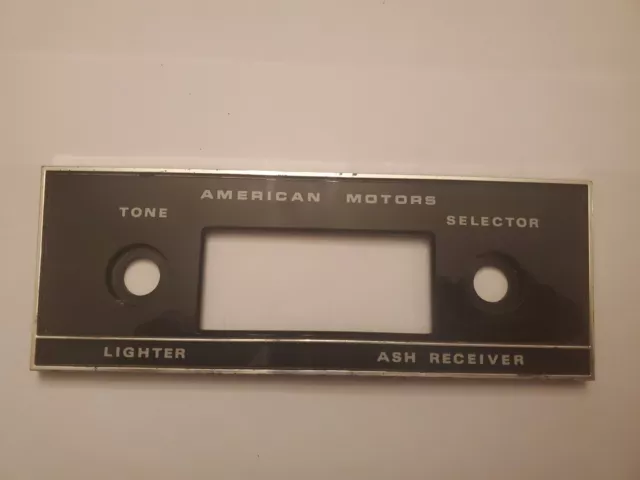 AMERICAN MOTORS
TONE
SELECTOR
LIGHTER
ASH RECEIVER